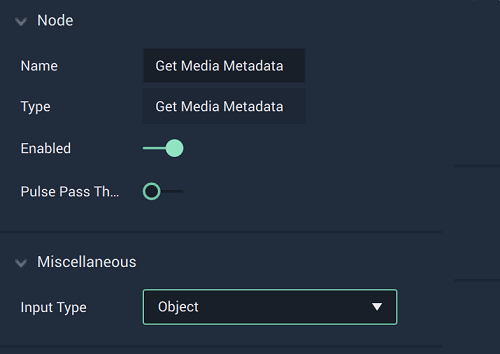 Node
Name Get Media Metadata
Type Get Media Metadata
Enabled
Pulse Pass Th...
Miscellaneous
Input Type Object